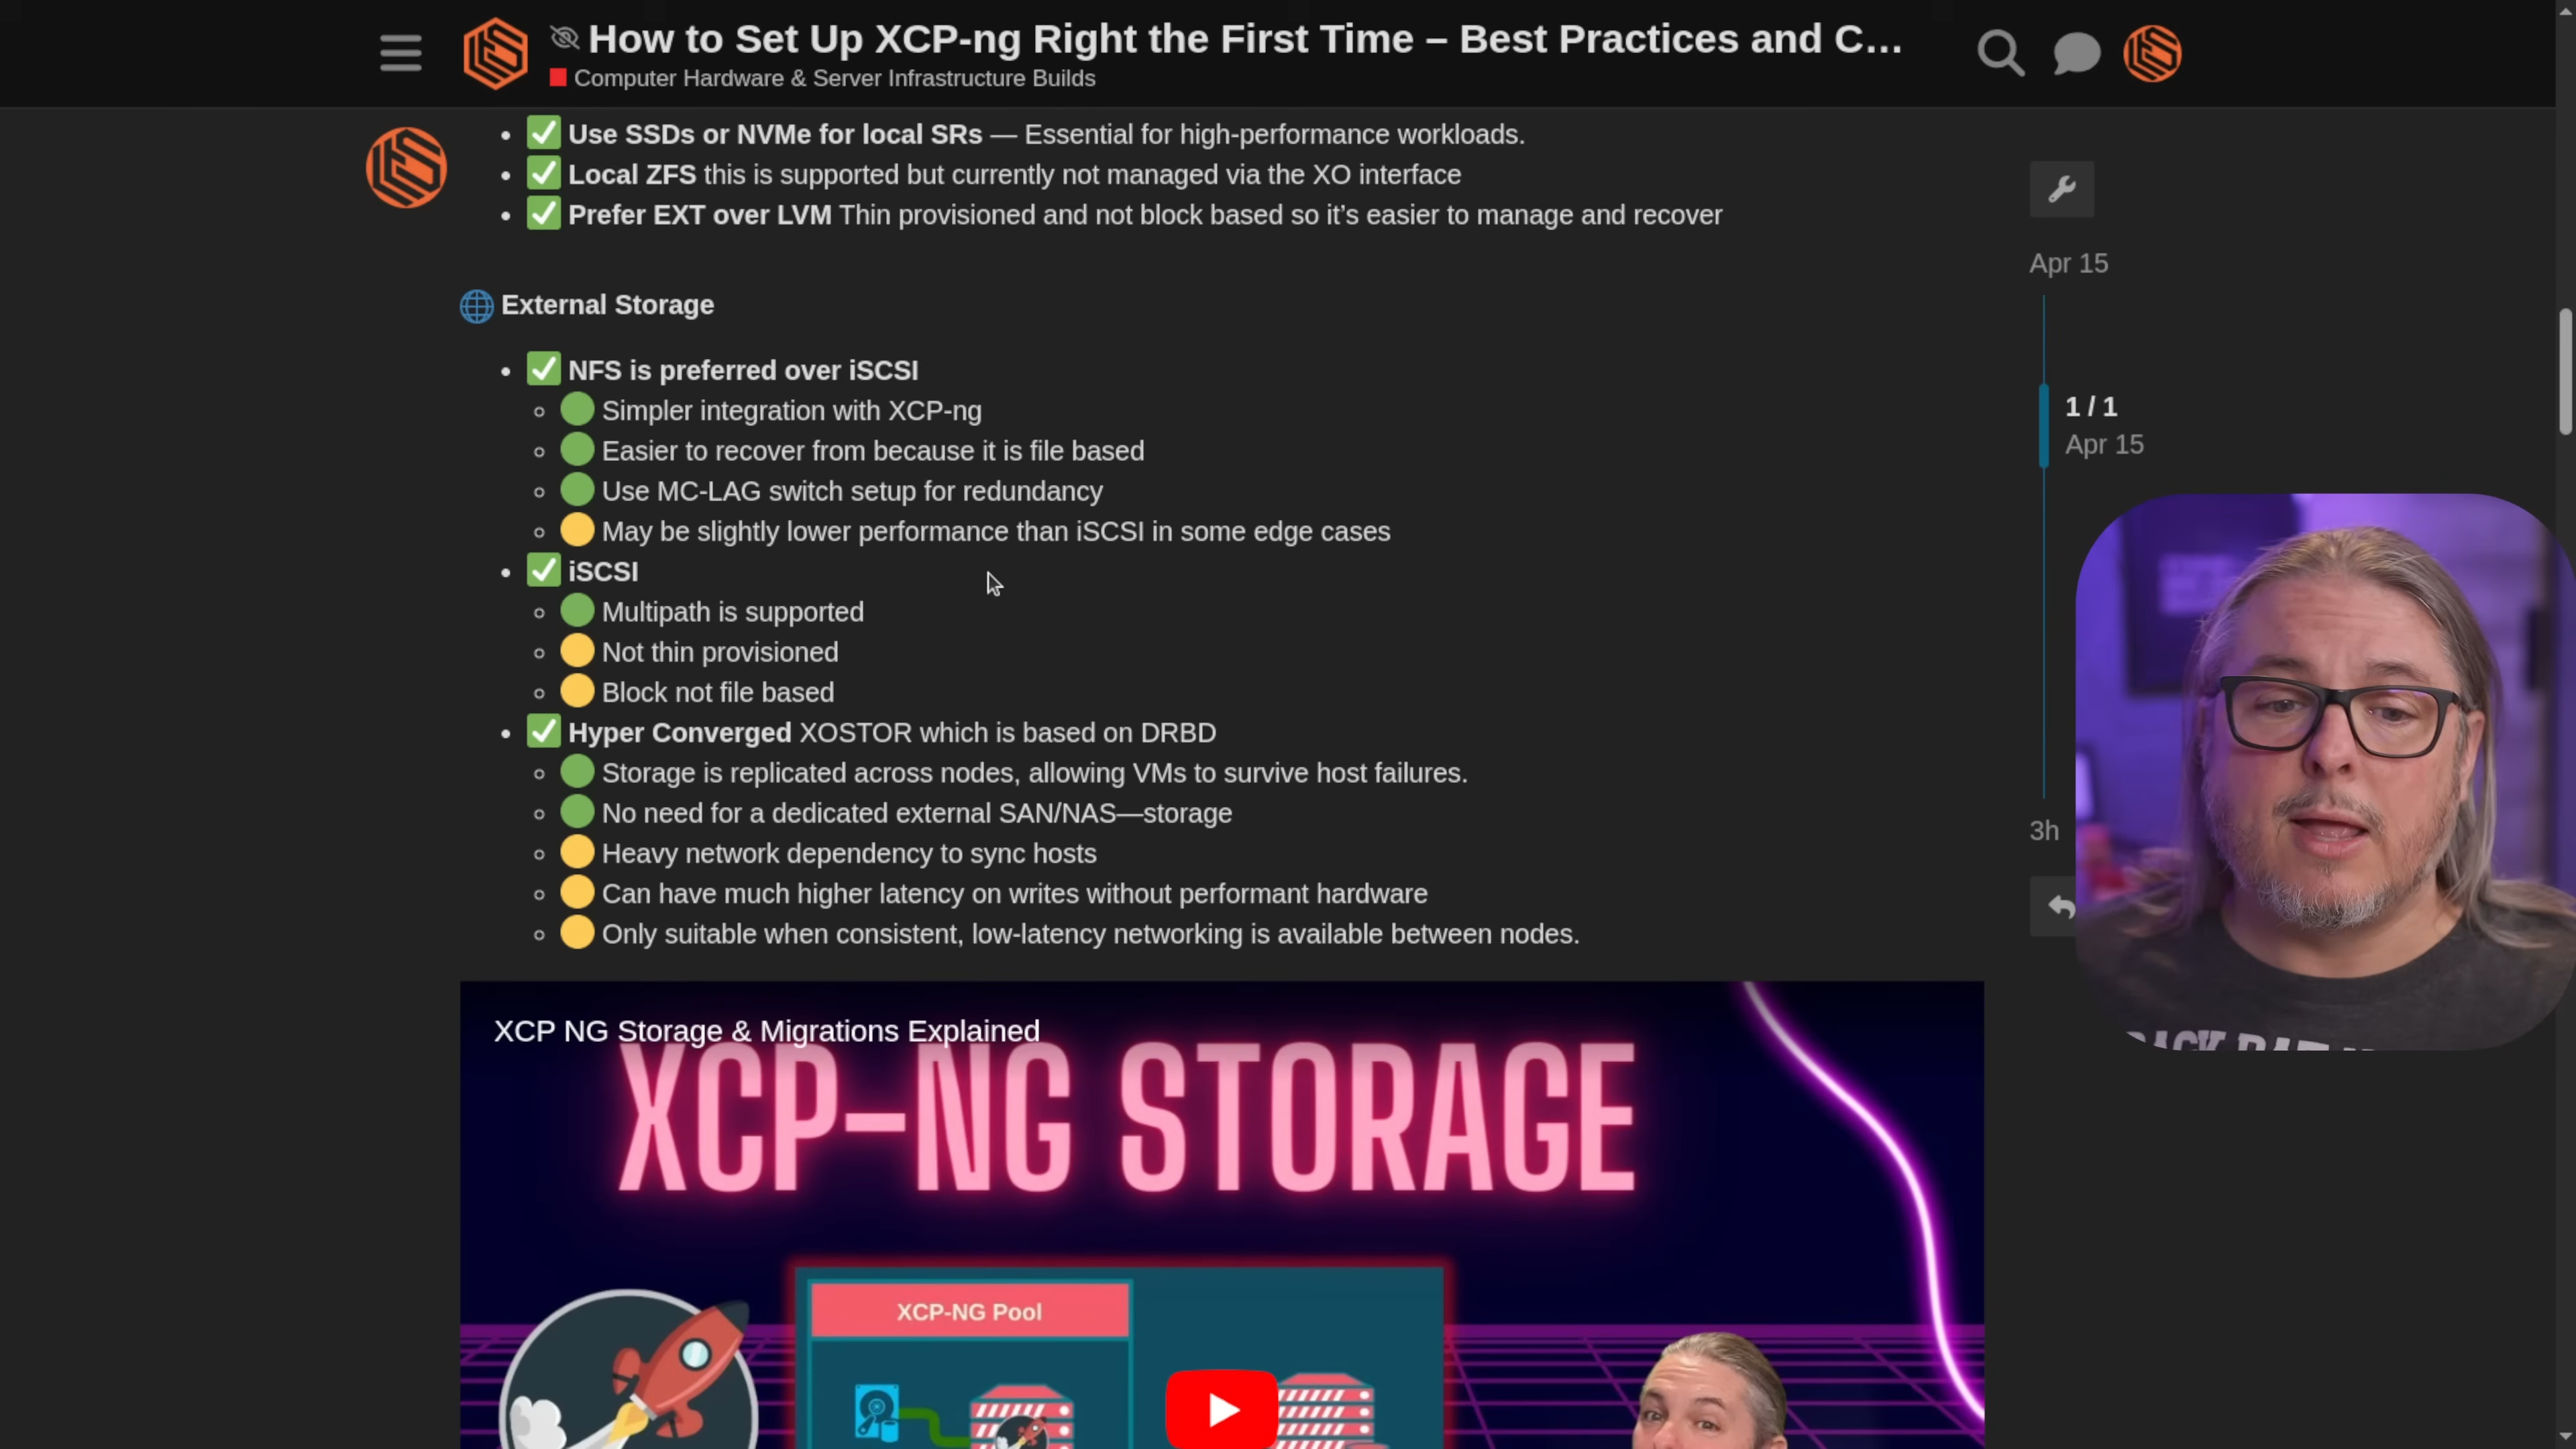 How to Set Up XCP-ng Right the First Time – Best Practices and C...
Computer Hardware & Server Infrastructure Builds
✅ Use SSDs or NVMe for local SRs — Essential for high-performance workloads.
✅ Local ZFS this is supported but currently not managed via the XO interface
✅ Prefer EXT over LVM Thin provisioned and not block based so it’s easier to manage and recover
Apr 15
External Storage
✅ NFS is preferred over iSCSI
Simpler integration with XCP-ng
Easier to recover from because it is file based
Use MC-LAG switch setup for redundancy
May be slightly lower performance than iSCSI in some edge cases
1 / 1
Apr 15
✅ iSCSI
Multipath is supported
Not thin provisioned
Block not file based
✅ Hyper Converged XOSTOR which is based on DRBD
Storage is replicated across nodes, allowing VMs to survive host failures.
No need for a dedicated external SAN/NAS—storage
Heavy network dependency to sync hosts
Can have much higher latency on writes without performant hardware
Only suitable when consistent, low-latency networking is available between nodes.
3h
XCP NG Storage & Migrations Explained
XCP-NG STORAGE
XCP-NG Pool